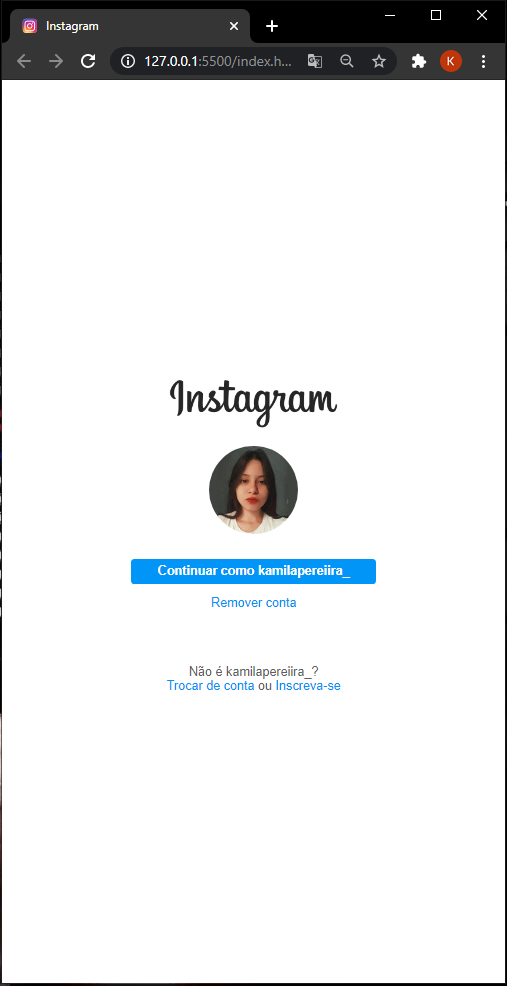 Instagram
127.0.0.1:5500/index.h...
K
Instagram
Continuar como kamilapereiira_
Remover conta
Não é kamilapereiira_?
Trocar de conta ou Inscreva-se